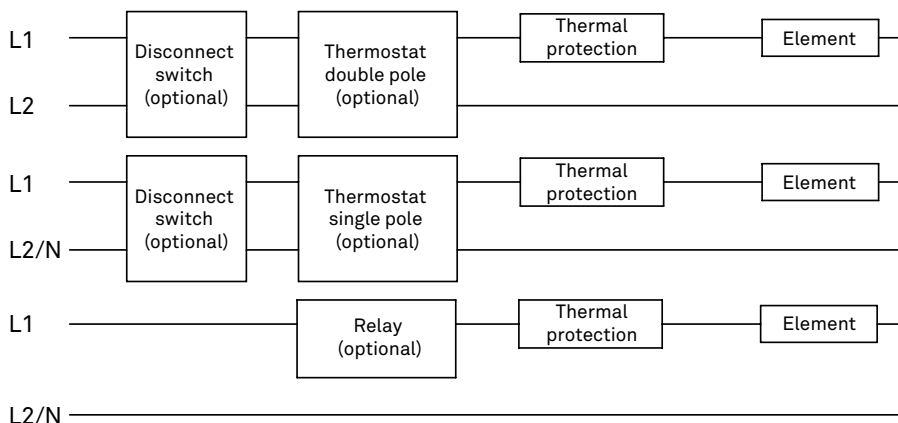 L1
Disconnect
switch
(optional)
Thermostat
double pole
(optional)
Thermal
protection
Element
L2
L1
Disconnect
switch
(optional)
Thermostat
single pole
(optional)
Thermal
protection
Element
L2/N
L1
Relay
(optional)
Thermal
protection
Element
L2/N